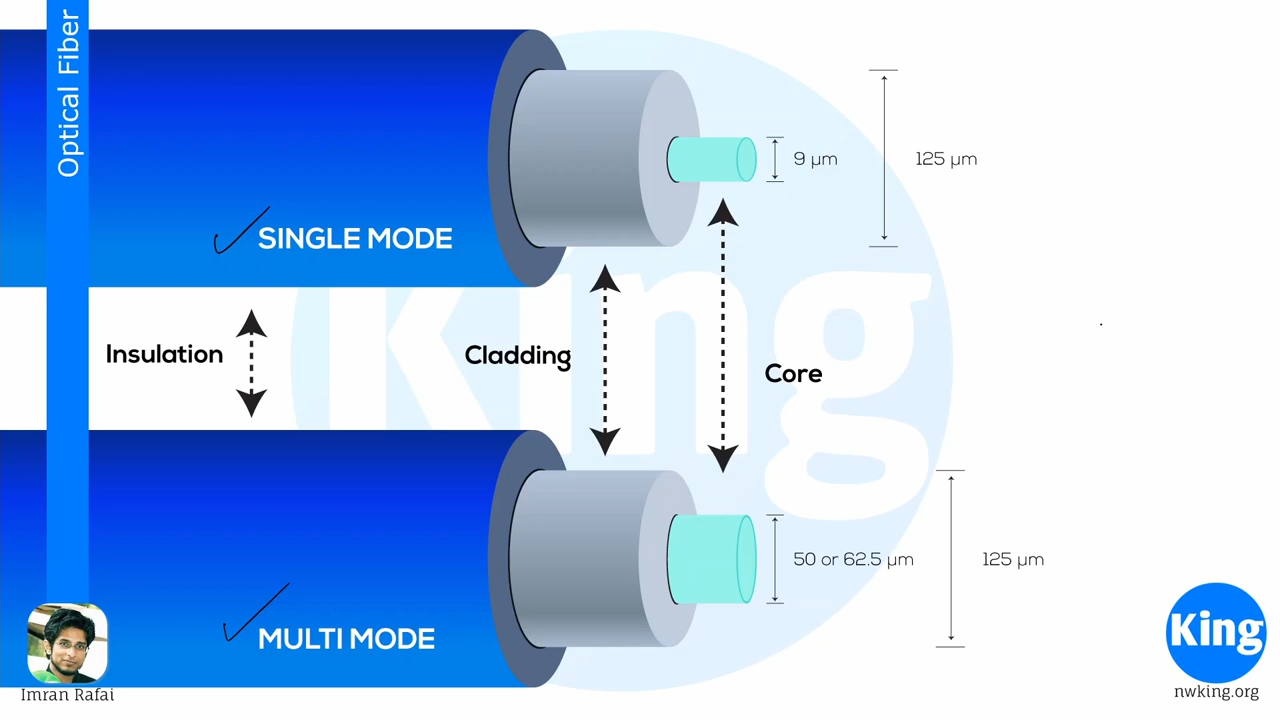 Optical Fiber
9 µm
125 µm
SINGLE MODE
Insulation
Cladding
Core
King
50 or 62.5 µm
125 µm
MULTI MODE
Imran Rafai
King
nwking.org